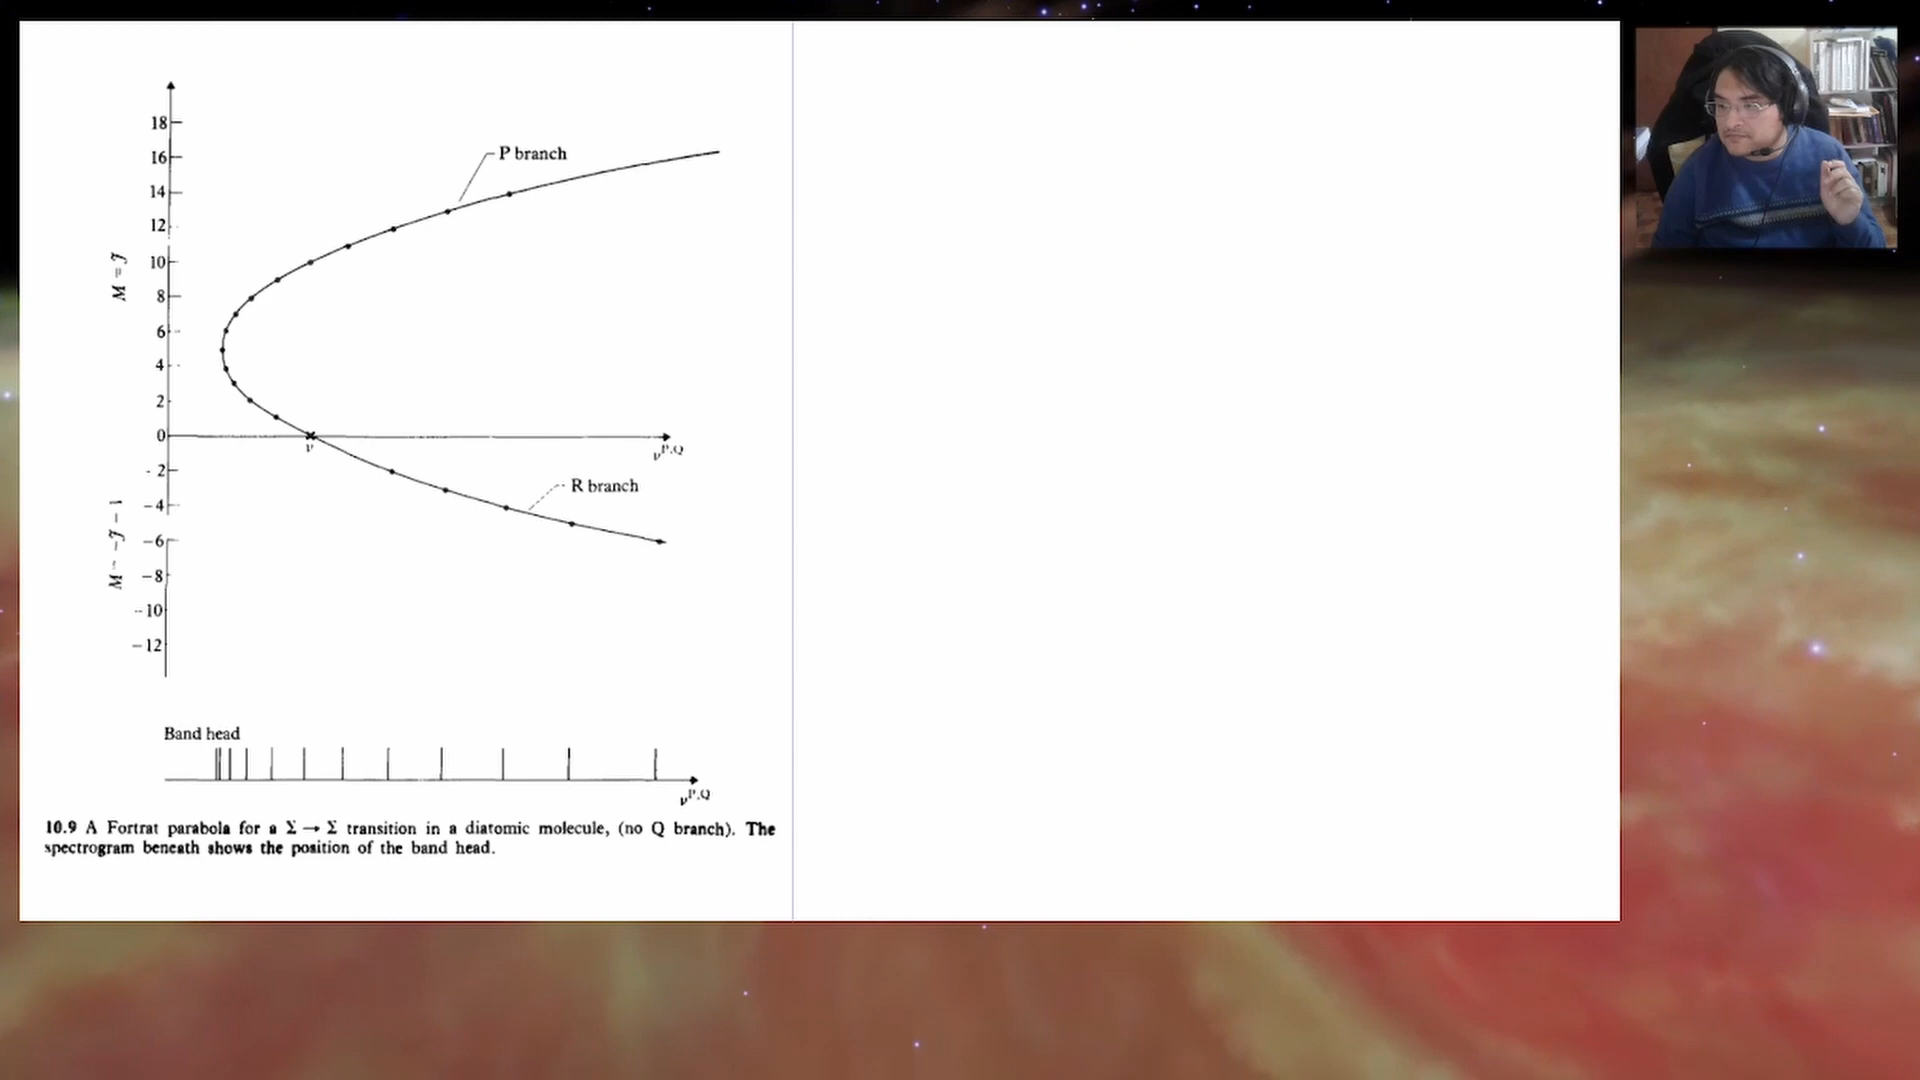 18
16
P branch
14
12
10
M = J
8
6
4
2
0
ν
ν^P,Q
- 2
R branch
- 4
M = -J - 1
- 6
- 8
- 10
- 12
Band head
ν^P,Q
10.9 A Fortrat parabola for a Σ → Σ transition in a diatomic molecule, (no Q branch). The
spectrogram beneath shows the position of the band head.